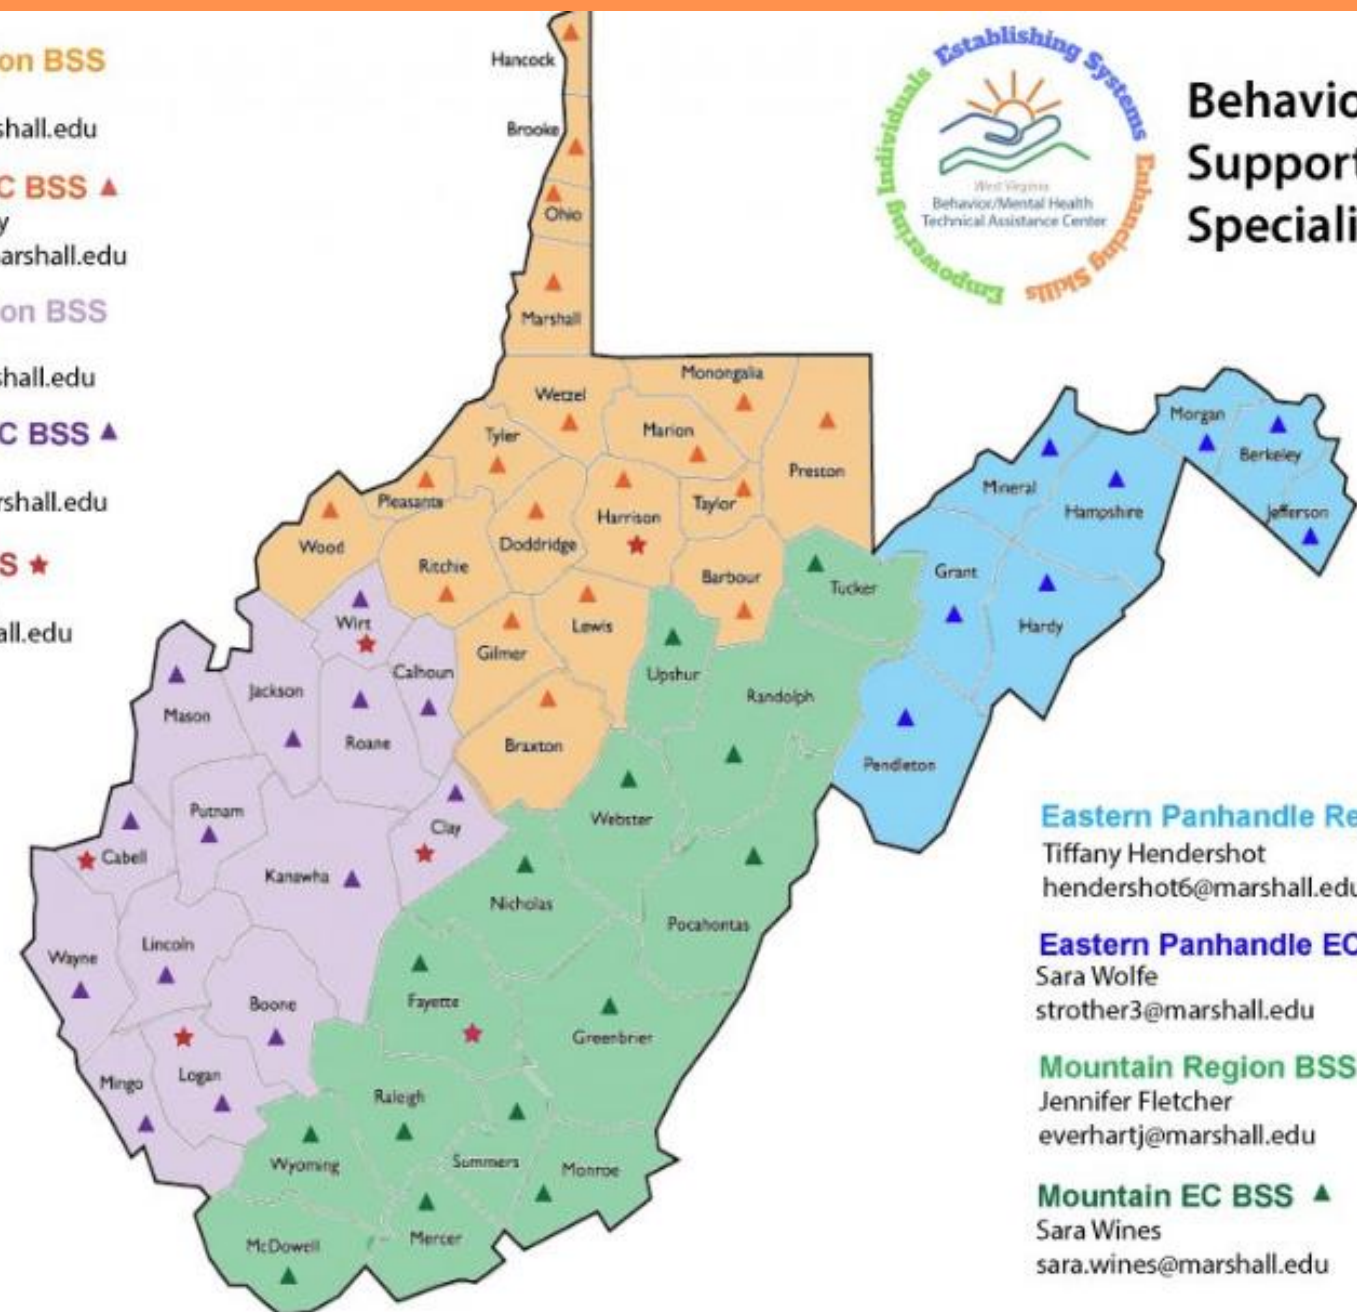 on BSS
shall.edu
C BSS
y
arshall.edu
on BSS
shall.edu
C BSS
rshall.edu
S
all.edu
Establishing Systems
Enhancing Skills
Empowering Individuals
West Virginia
Behavior/Mental Health
Technical Assistance Center
Behavio
Support
Speciali
Hancock
Brooke
Ohio
Marshall
Wetzel
Monongalia
Tyler
Marion
Preston
Pleasants
Taylor
Wood
Doddridge
Harrison
Ritchie
Barbour
Tucker
Morgan
Berkeley
Mineral
Hampshire
Jefferson
Grant
Hardy
Wirt
Gilmer
Lewis
Calhoun
Upshur
Randolph
Jackson
Mason
Roane
Braxton
Pendleton
Putnam
Clay
Webster
Cabell
Kanawha
Nicholas
Pocahontas
Lincoln
Wayne
Boone
Fayette
Greenbrier
Mingo
Logan
Raleigh
Wyoming
Summers
Monroe
McDowell
Mercer
Eastern Panhandle Re
Tiffany Hendershot
hendershot6@marshall.edu
Eastern Panhandle EC
Sara Wolfe
strother3@marshall.edu
Mountain Region BSS
Jennifer Fletcher
everhartj@marshall.edu
Mountain EC BSS
Sara Wines
sara.wines@marshall.edu